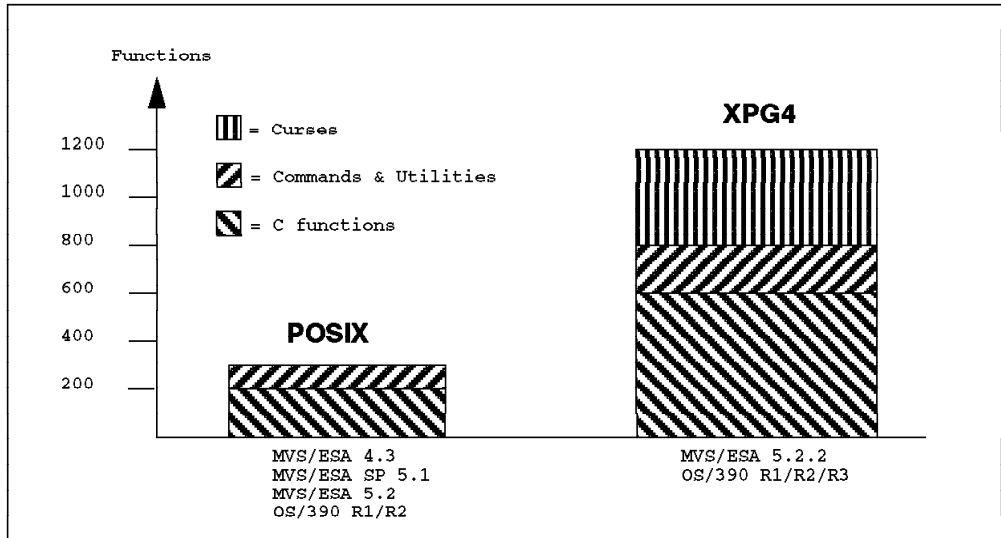 Functions
XPG4
= Curses
1200
= Commands & Utilities
1000
= C functions
800
600
POSIX
400
200
MVS/ESA 4.3
MVS/ESA SP 5.1
MVS/ESA 5.2
OS/390 R1/R2
MVS/ESA 5.2.2
OS/390 R1/R2/R3